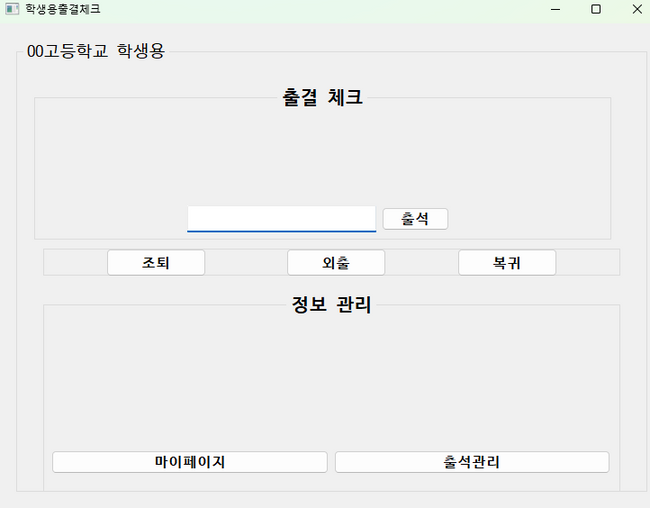 학생용출결체크
00고등학교 학생용
출결 체크
출석
조퇴 외출 복귀
정보 관리
마이페이지 출석관리